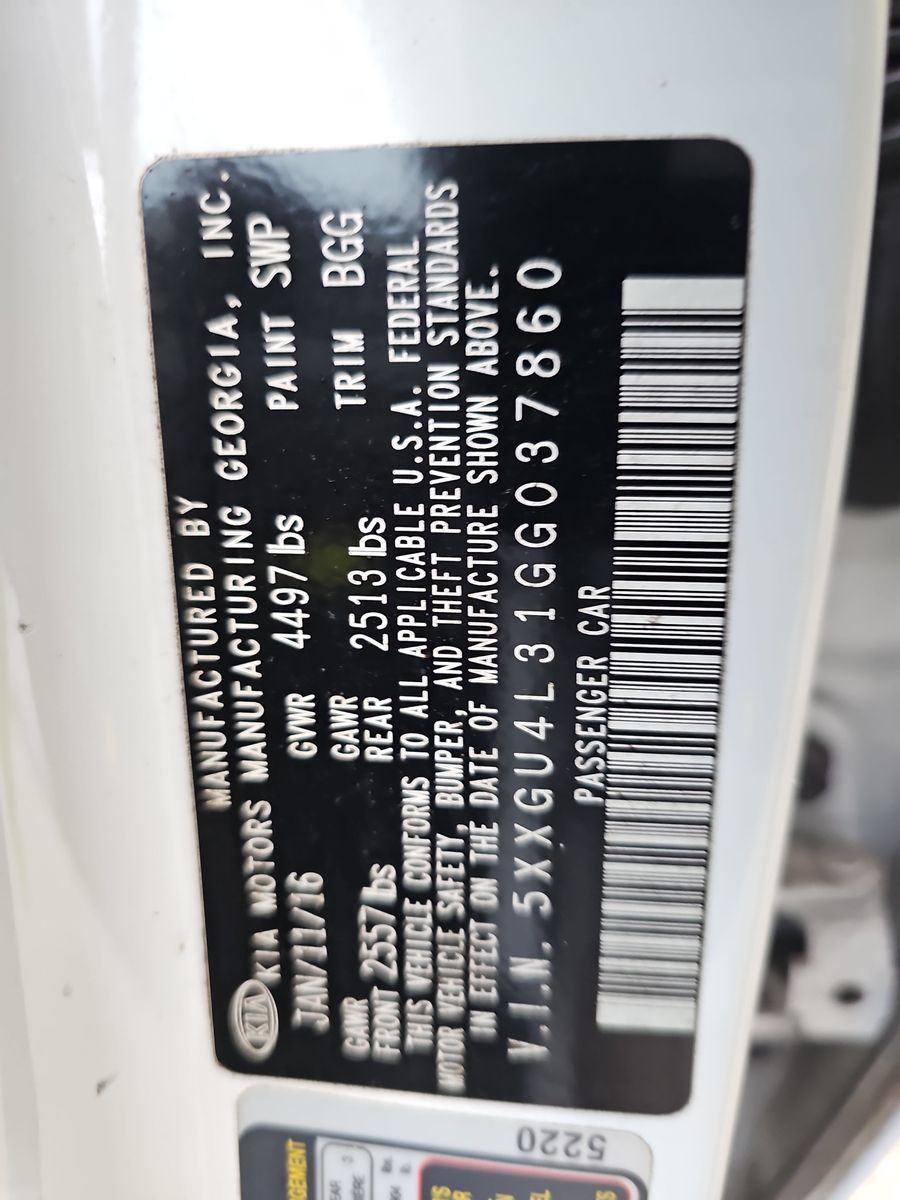 MANUFACTURED BY
KIA KIA MOTORS MANUFACTURING GEORGIA, INC.
JAN/11/16 GVWR 4497 lbs PAINT SWP
GAWR FRONT 2557 lbs GAWR REAR 2513 lbs TRIM BGG
THIS VEHICLE CONFORMS TO ALL APPLICABLE U.S.A. FEDERAL
MOTOR VEHICLE SAFETY, BUMPER, AND THEFT PREVENTION STANDARDS
IN EFFECT ON THE DATE OF MANUFACTURE SHOWN ABOVE.
V.I.N. 5XXGU4L31GG037860
PASSENGER CAR
5220